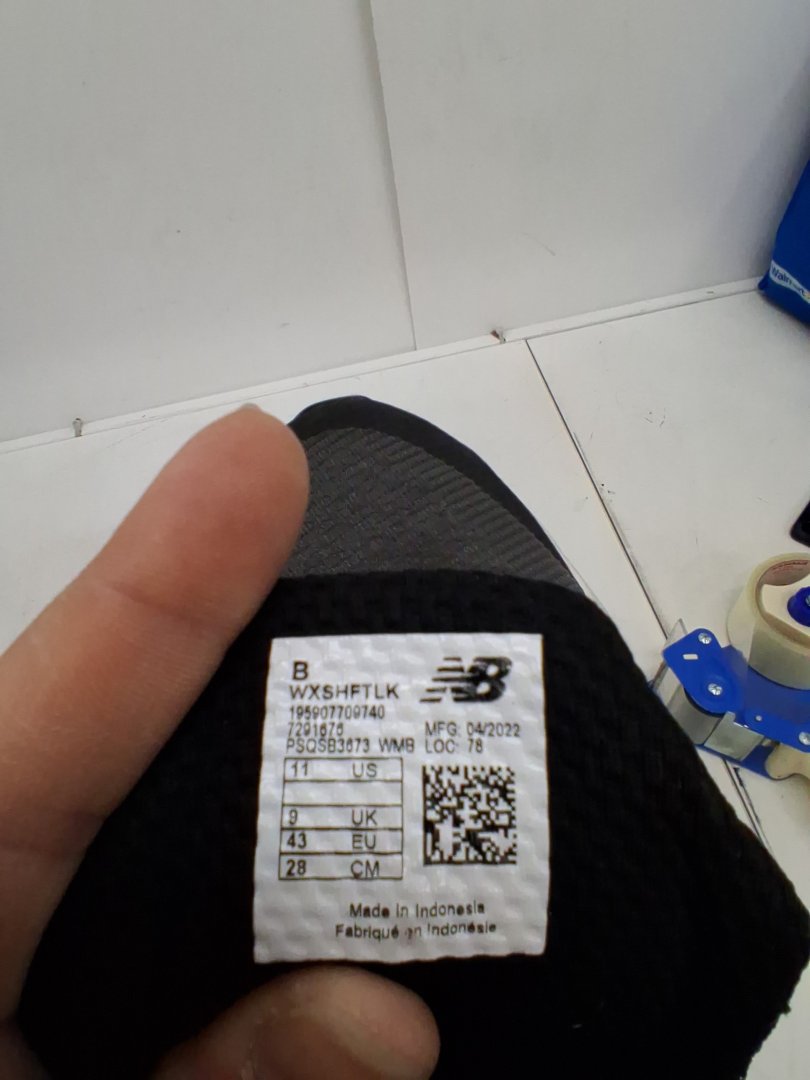 B
WXSHFTLK
195907709740
7291676
PSQSB3673 WMB
MFG: 04/2022
LOC: 78
11 US
9 UK
43 EU
28 CM
Made in Indonesia
Fabriqué en Indonésie